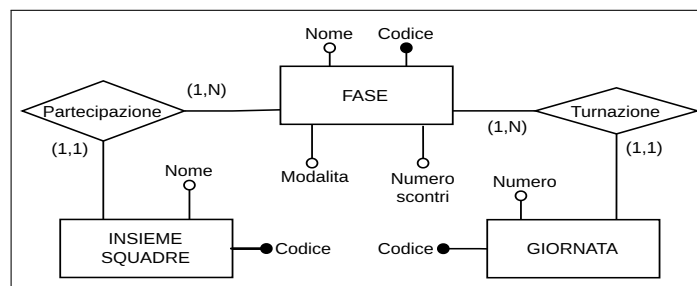 Nome
Codice
(1,N)
FASE
Partecipazione
Turnazione
(1,N)
(1,1)
(1,1)
Nome
Modalita
Numero
scontri
Numero
INSIEME
SQUADRE
Codice
Codice
GIORNATA